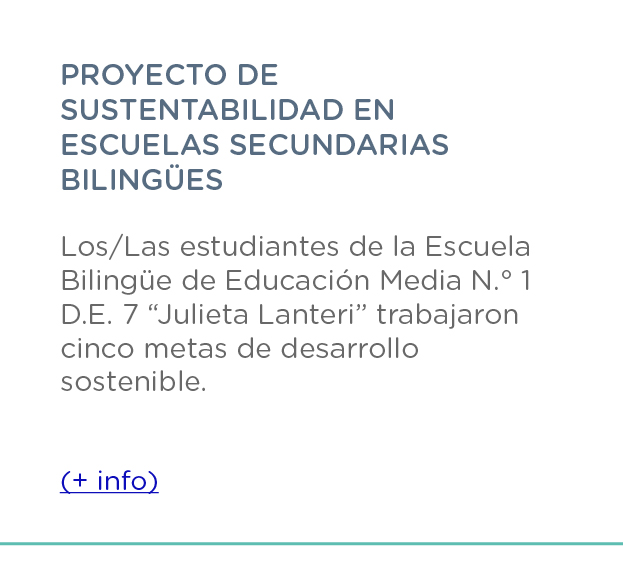 PROYECTO DE
SUSTENTABILIDAD EN
ESCUELAS SECUNDARIAS
BILINGÜES
Los/Las estudiantes de la Escuela
Bilingüe de Educación Media N.° 1
D.E. 7 “Julieta Lanteri” trabajaron
cinco metas de desarrollo
sostenible.
(+ info)